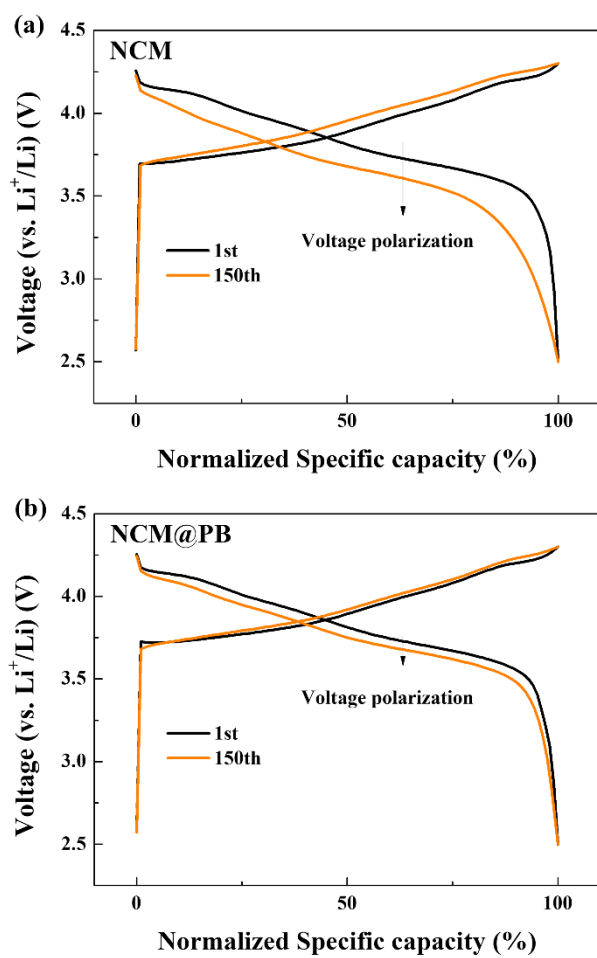 (a)
NCM
Voltage (vs. Li⁺/Li) (V)
4.5
4.0
3.5
3.0
2.5
1st
150th
Voltage polarization
0
50
100
Normalized Specific capacity (%)
(b)
NCM@PB
Voltage (vs. Li⁺/Li) (V)
4.5
4.0
3.5
3.0
2.5
Voltage polarization
1st
150th
0
50
100
Normalized Specific capacity (%)